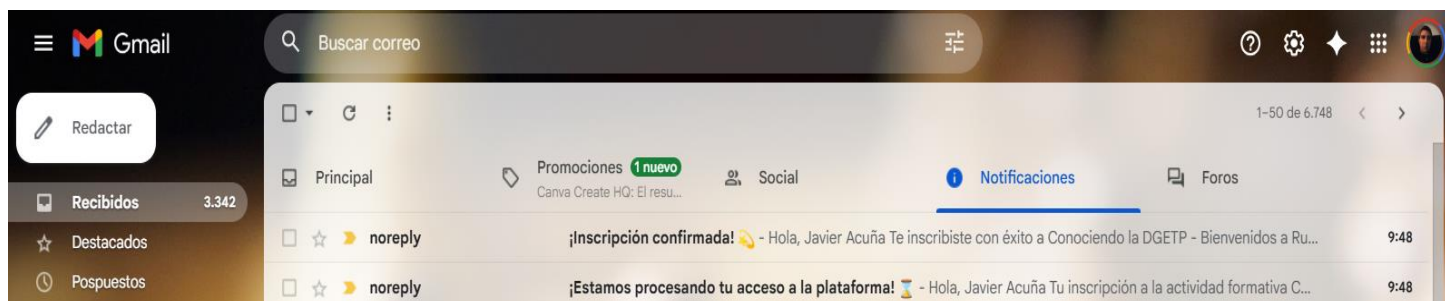 Gmail
Buscar correo
Redactar
1–50 de 6.748
Principal
Promociones 1 nuevo
Canva Create HQ: El resu...
Social
Notificaciones
Foros
Recibidos 3.342
Destacados
Pospuestos
noreply ¡Inscripción confirmada! 💫 - Hola, Javier Acuña Te inscribiste con éxito a Conociendo la DGETP - Bienvenidos a Ru... 9:48
noreply ¡Estamos procesando tu acceso a la plataforma! ⌛ - Hola, Javier Acuña Tu inscripción a la actividad formativa C... 9:48